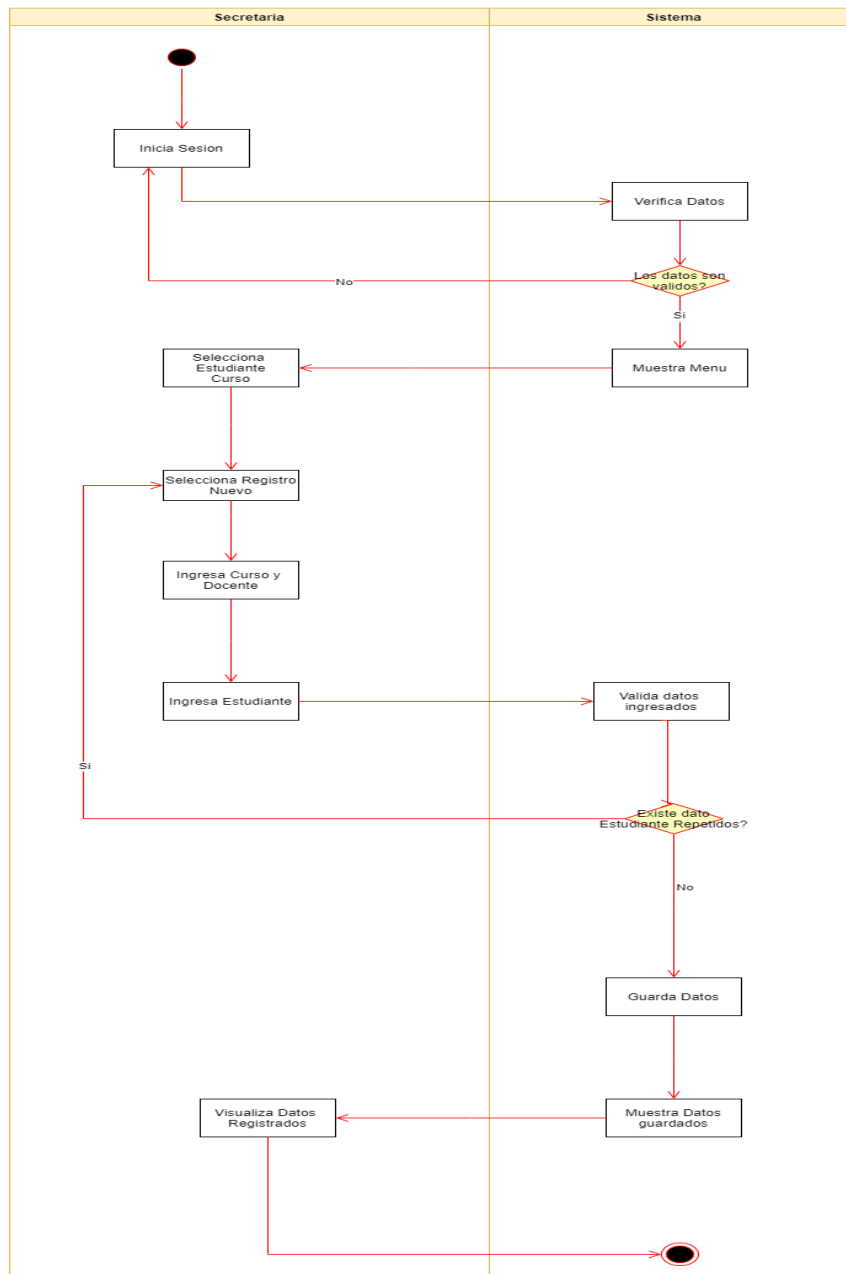 Secretaria
Sistema
Inicia Sesion
Verifica Datos
Los datos son
validos?
No
Si
Selecciona
Estudiante
Curso
Muestra Menu
Selecciona Registro
Nuevo
Ingresa Curso y
Docente
Ingresa Estudiante
Valida datos
ingresados
Si
Existe dato
Estudiante Repetidos?
No
Guarda Datos
Visualiza Datos
Registrados
Muestra Datos
guardados